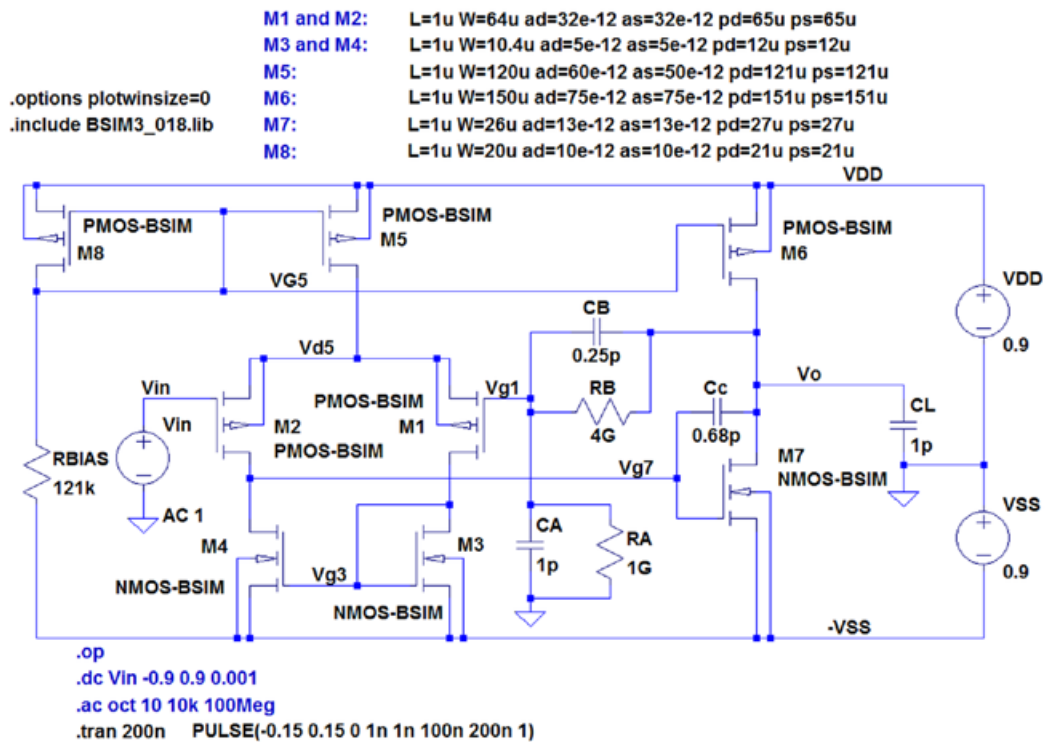 M1 and M2: L=1u W=64u ad=32e-12 as=32e-12 pd=65u ps=65u
M3 and M4: L=1u W=10.4u ad=5e-12 as=5e-12 pd=12u ps=12u
M5: L=1u W=120u ad=60e-12 as=50e-12 pd=121u ps=121u
.options plotwinsize=0
M6: L=1u W=150u ad=75e-12 as=75e-12 pd=151u ps=151u
.include BSIM3_018.lib
M7: L=1u W=26u ad=13e-12 as=13e-12 pd=27u ps=27u
M8: L=1u W=20u ad=10e-12 as=10e-12 pd=21u ps=21u
VDD
PMOS-BSIM
M8
PMOS-BSIM
M5
PMOS-BSIM
M6
VG5
VDD
0.9
CB
0.25p
Vd5
Vin
Vg1
RB
4G
Cc
0.68p
Vo
CL
1p
PMOS-BSIM
M1
M2
PMOS-BSIM
Vin
AC 1
RBIAS
121k
Vg7
M7
NMOS-BSIM
M4
NMOS-BSIM
Vg3
M3
NMOS-BSIM
CA
1p
RA
1G
VSS
0.9
-VSS
.op
.dc Vin -0.9 0.9 0.001
.ac oct 10 10k 100Meg
.tran 200n PULSE(-0.15 0.15 0 1n 1n 100n 200n 1)